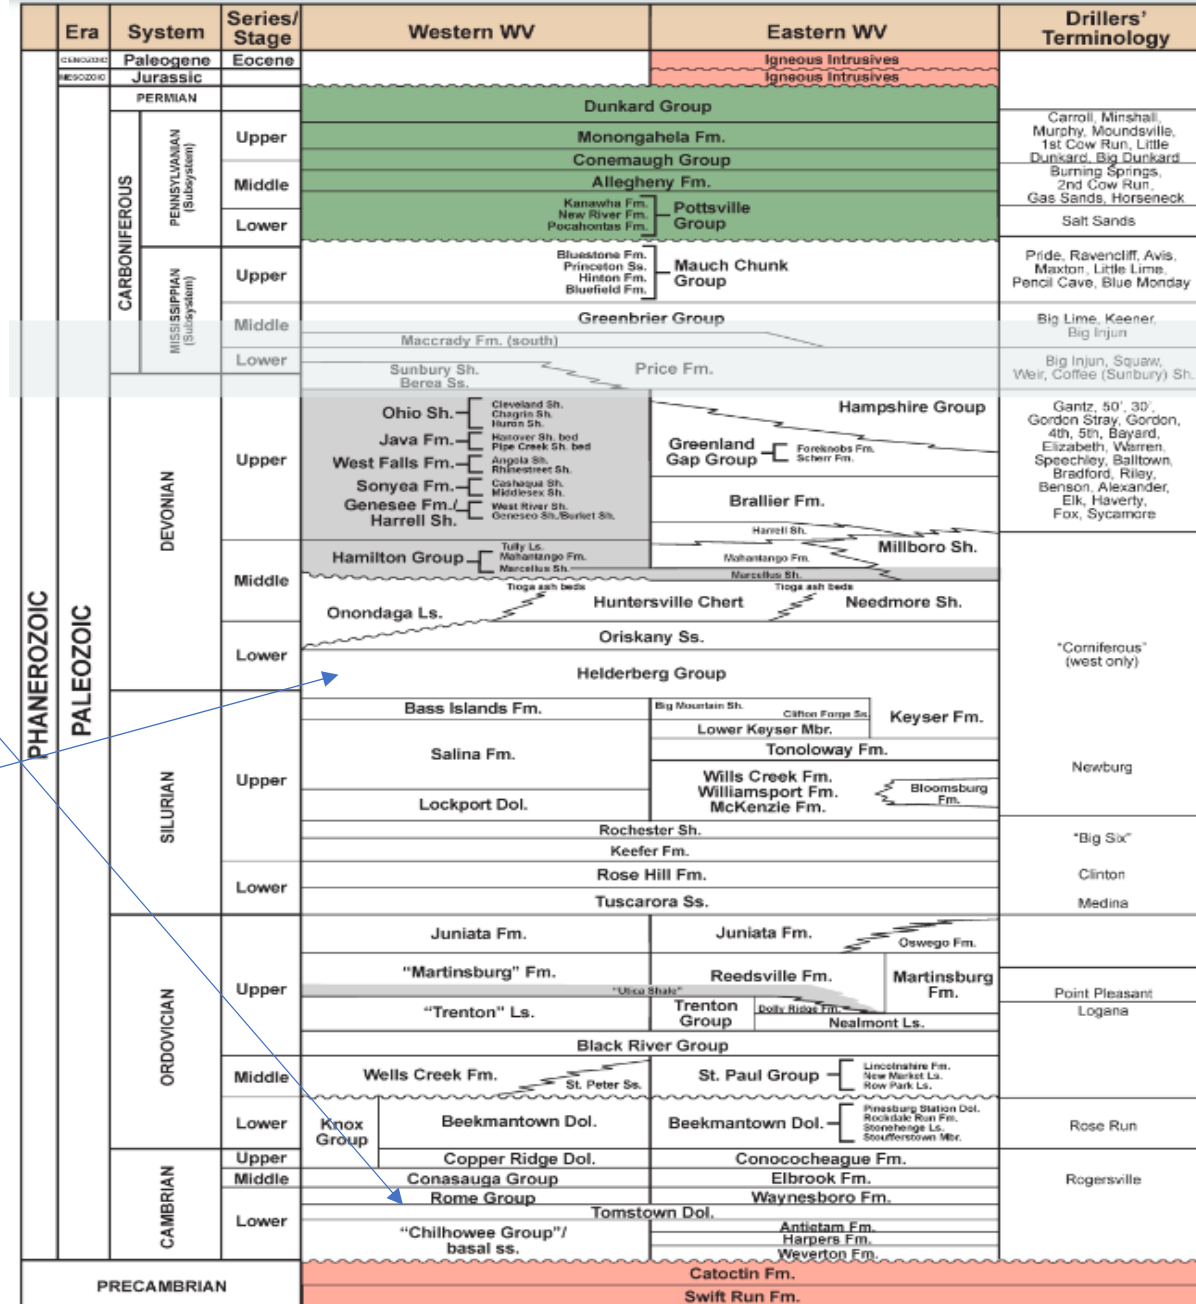 Era
System
Series/
Stage
Western WV
Eastern WV
Drillers'
Terminology
CENOZOIC
Paleogene
Eocene
Igneous Intrusives
MESOZOIC
Jurassic
Igneous Intrusives
PHANEROZOIC
PALEOZOIC
PERMIAN
Dunkard Group
CARBONIFEROUS
PENNSYLVANIAN
(Subsystem)
Upper
Monongahela Fm.
Conemaugh Group
Carroll, Minshall,
Murphy, Moundsville,
1st Cow Run, Little
Dunkard, Big Dunkard
Middle
Allegheny Fm.
Burning Springs,
2nd Cow Run,
Gas Sands, Horseneck
Lower
Kanawha Fm.
New River Fm.
Pocahontas Fm.
Pottsville
Group
Salt Sands
MISSISSIPPIAN
(Subsystem)
Upper
Bluestone Fm.
Princeton Ss.
Hinton Fm.
Bluefield Fm.
Mauch Chunk
Group
Pride, Ravencliff, Avis,
Maxton, Little Lime,
Pencil Cave, Blue Monday
Middle
Greenbrier Group
Maccrady Fm. (south)
Big Lime, Keener,
Big Injun
Lower
Sunbury Sh.
Berea Ss.
Price Fm.
Big Injun, Squaw,
Weir, Coffee (Sunbury) Sh.
DEVONIAN
Upper
Ohio Sh.
Cleveland Sh.
Chagrin Sh.
Huron Sh.
Java Fm.
Hanover Sh. bed
Pipe Creek Sh. bed
West Falls Fm.
Angola Sh.
Rhinestreet Sh.
Sonyea Fm.
Cashaqua Sh.
Middlesex Sh.
Genesee Fm./
Harrell Sh.
West River Sh.
Geneseo Sh./Burket Sh.
Hampshire Group
Greenland
Gap Group
Foreknobs Fm.
Scherr Fm.
Brallier Fm.
Harrell Sh.
Gantz, 50', 30',
Gordon Stray, Gordon,
4th, 5th, Bayard,
Elizabeth, Warren,
Speechley, Balltown,
Bradford, Riley,
Benson, Alexander,
Elk, Haverty,
Fox, Sycamore
Middle
Hamilton Group
Tully Ls.
Mahantango Fm.
Marcellus Sh.
Mahantango Fm.
Millboro Sh.
Marcellus Sh.
Tioga ash beds
Tioga ash beds
Onondaga Ls.
Huntersville Chert
Needmore Sh.
Lower
Oriskany Ss.
Helderberg Group
"Corniferous"
(west only)
SILURIAN
Upper
Bass Islands Fm.
Big Mountain Sh.
Clifton Forge Ss.
Keyser Fm.
Lower Keyser Mbr.
Salina Fm.
Tonoloway Fm.
Lockport Dol.
Wills Creek Fm.
Williamsport Fm.
McKenzie Fm.
Bloomsburg
Fm.
Newburg
Rochester Sh.
Keefer Fm.
"Big Six"
Lower
Rose Hill Fm.
Clinton
Tuscarora Ss.
Medina
ORDOVICIAN
Upper
Juniata Fm.
Juniata Fm.
Oswego Fm.
"Martinsburg" Fm.
Reedsville Fm.
Martinsburg
Fm.
"Utica Shale"
"Trenton" Ls.
Trenton
Group
Dolly Ridge Fm.
Nealmont Ls.
Point Pleasant
Logana
Black River Group
Middle
Wells Creek Fm.
St. Peter Ss.
St. Paul Group
Lincolnshire Fm.
New Market Ls.
Row Park Ls.
Lower
Knox
Group
Beekmantown Dol.
Beekmantown Dol.
Pinesburg Station Dol.
Rockdale Run Fm.
Stonehenge Ls.
Stoufferstown Mbr.
Rose Run
CAMBRIAN
Upper
Copper Ridge Dol.
Conococheague Fm.
Middle
Conasauga Group
Elbrook Fm.
Rogersville
Lower
Rome Group
Waynesboro Fm.
Tomstown Dol.
"Chilhowee Group"/
basal ss.
Antietam Fm.
Harpers Fm.
Weverton Fm.
PRECAMBRIAN
Catoctin Fm.
Swift Run Fm.